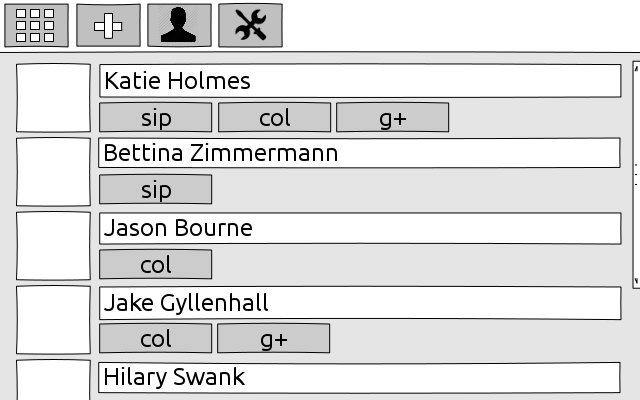 Katie Holmes
sip col g+
Bettina Zimmermann
sip
Jason Bourne
col
Jake Gyllenhall
col g+
Hilary Swank